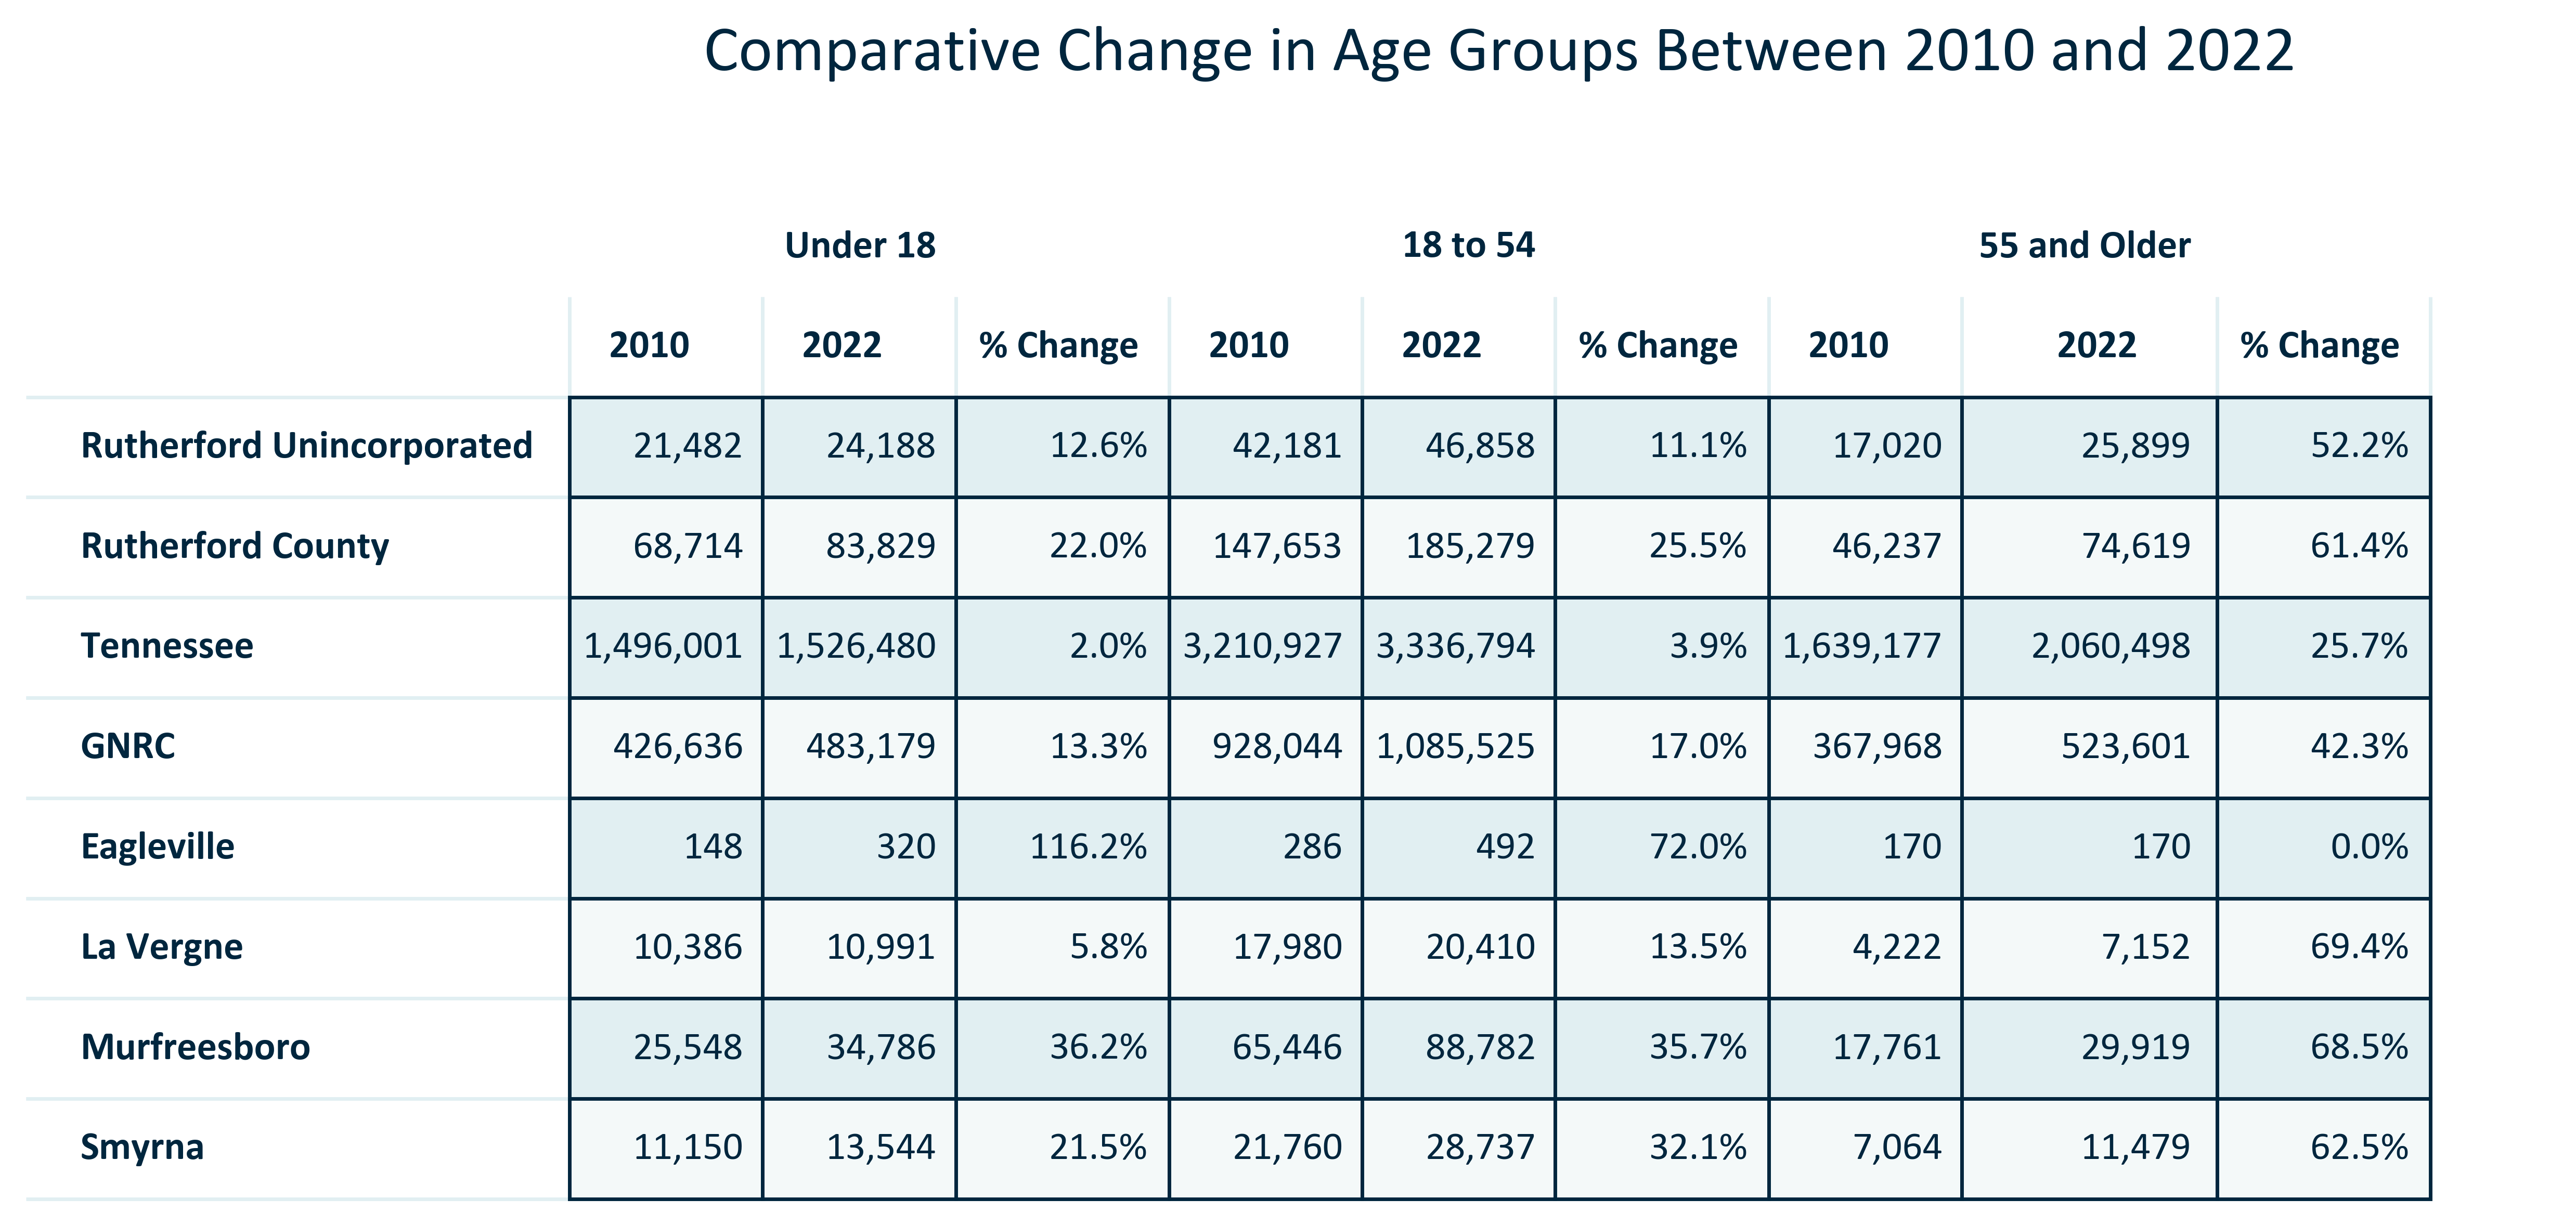 Comparative Change in Age Groups Between 2010 and 2022
Under 18 18 to 54 55 and Older
2010 2022 % Change 2010 2022 % Change 2010 2022 % Change
Rutherford Unincorporated 21,482 24,188 12.6% 42,181 46,858 11.1% 17,020 25,899 52.2%
Rutherford County 68,714 83,829 22.0% 147,653 185,279 25.5% 46,237 74,619 61.4%
Tennessee 1,496,001 1,526,480 2.0% 3,210,927 3,336,794 3.9% 1,639,177 2,060,498 25.7%
GNRC 426,636 483,179 13.3% 928,044 1,085,525 17.0% 367,968 523,601 42.3%
Eagleville 148 320 116.2% 286 492 72.0% 170 170 0.0%
La Vergne 10,386 10,991 5.8% 17,980 20,410 13.5% 4,222 7,152 69.4%
Murfreesboro 25,548 34,786 36.2% 65,446 88,782 35.7% 17,761 29,919 68.5%
Smyrna 11,150 13,544 21.5% 21,760 28,737 32.1% 7,064 11,479 62.5%